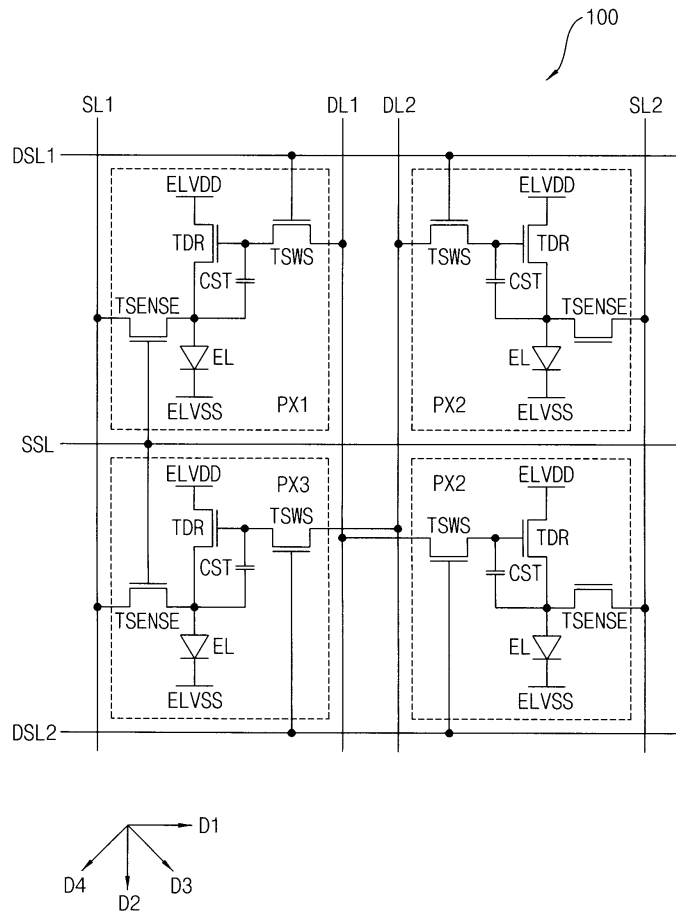 100
SL1 DL1 DL2 SL2
DSL1
ELVDD ELVDD
TDR TSWS TSWS TDR
CST CST
TSENSE TSENSE
EL EL
ELVSS PX1 PX2 ELVSS
SSL
ELVDD PX3 PX2 ELVDD
TDR TSWS TSWS TDR
CST CST
TSENSE TSENSE
EL EL
ELVSS ELVSS
DSL2
D1
D4 D2 D3